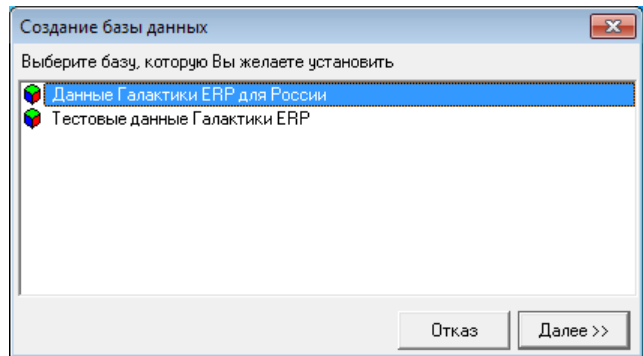 Создание базы данных
Выберите базу, которую Вы желаете установить
Данные Галактики ERP для России
Тестовые данные Галактики ERP
Отказ
Далее >>